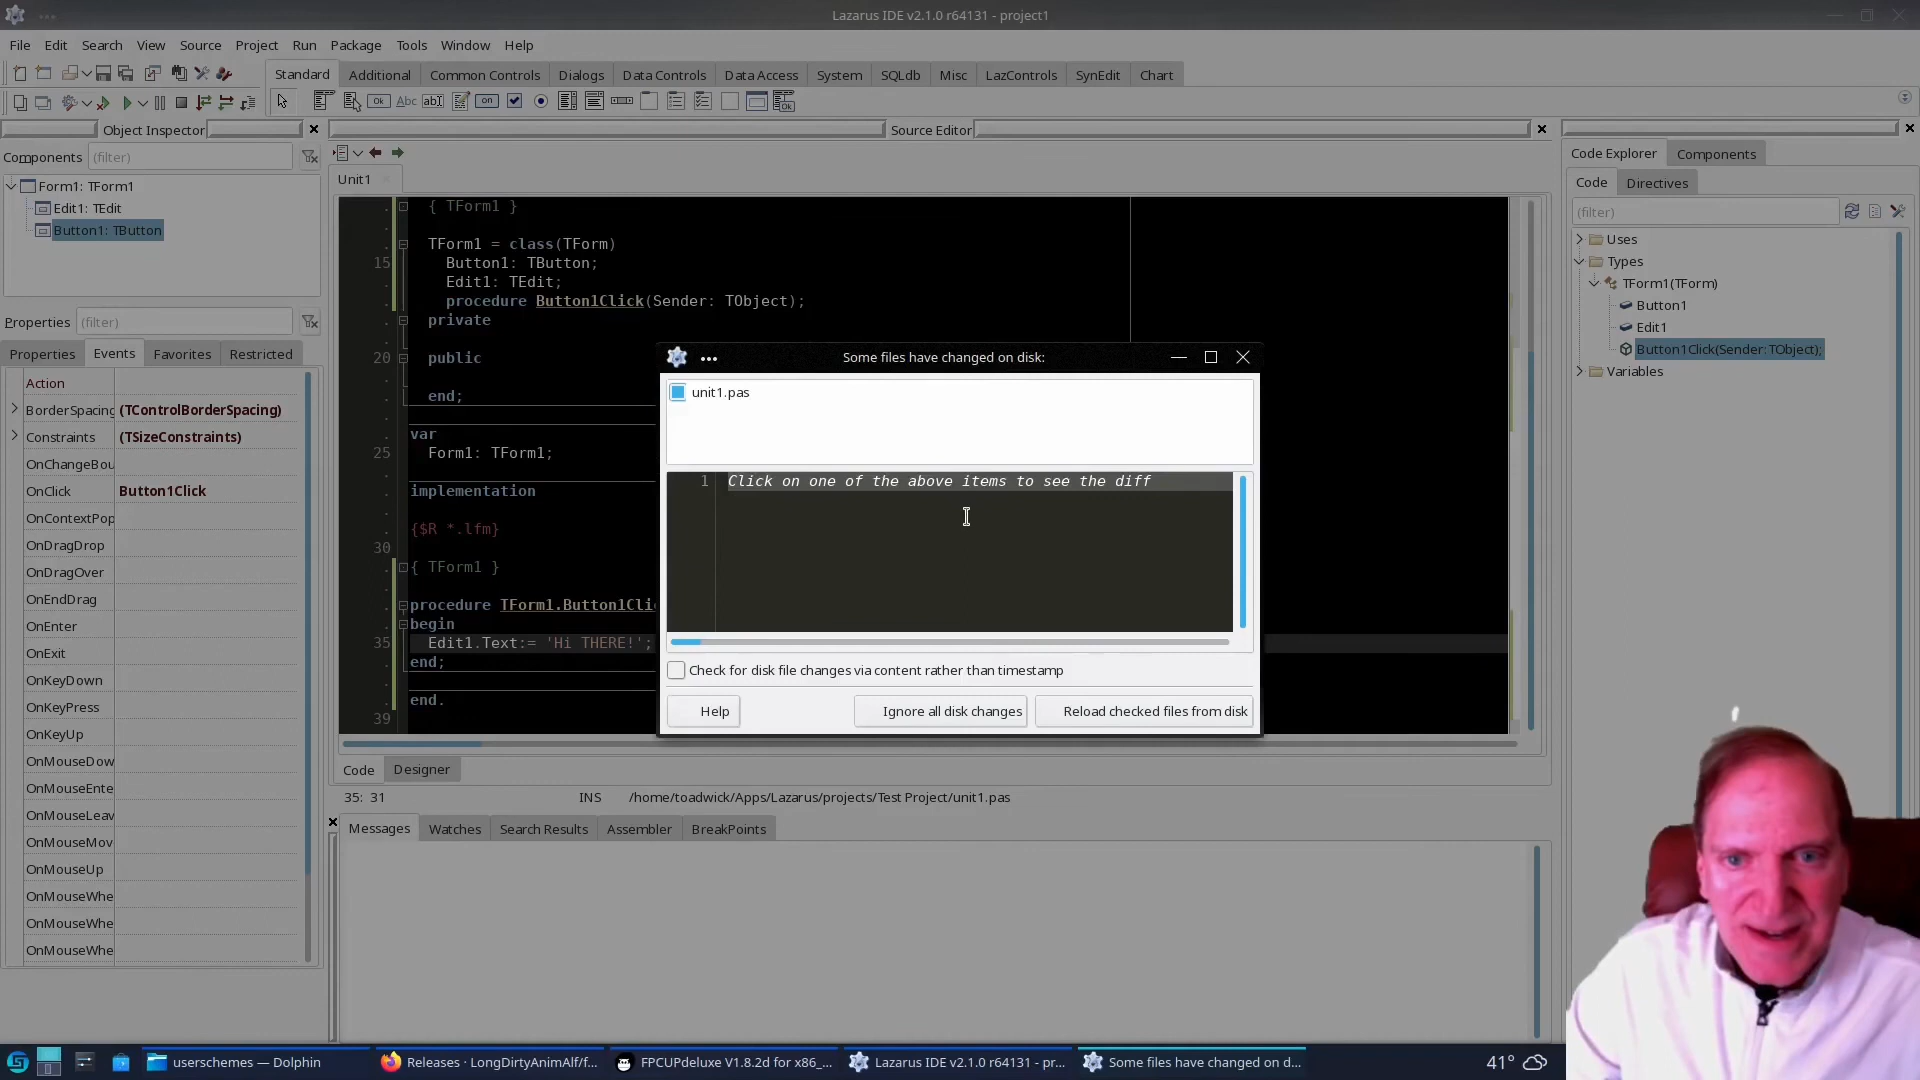 Lazarus IDE v2.1.0 r64131 - project1
File Edit Search View Source Project Run Package Tools Window Help
Standard Additional Common Controls Dialogs Data Controls Data Access System SQLdb Misc LazControls SynEdit Chart
Object Inspector
Components (filter)
Form1: TForm1
Edit1: TEdit
Button1: TButton
Properties (filter)
Properties Events Favorites Restricted
Action
BorderSpacing (TControlBorderSpacing)
Constraints (TSizeConstraints)
OnChangeBou
OnClick Button1Click
OnContextPop
OnDragDrop
OnDragOver
OnEndDrag
OnEnter
OnExit
OnKeyDown
OnKeyPress
OnKeyUp
OnMouseDow
OnMouseEnte
OnMouseLeav
OnMouseMov
OnMouseUp
OnMouseWhe
OnMouseWhe
OnMouseWhe
Source Editor
Unit1
{ TForm1 }
TForm1 = class(TForm)
15 Button1: TButton;
Edit1: TEdit;
procedure Button1Click(Sender: TObject);
private
20 public
end;
var
25 Form1: TForm1;
implementation
{$R *.lfm}
30
{ TForm1 }
procedure TForm1.Button1Clic
begin
35 Edit1.Text:= 'Hi THERE!';
end;
end.
39
Code Designer
35: 31 INS /home/toadwick/Apps/Lazarus/projects/Test Project/unit1.pas
Messages Watches Search Results Assembler BreakPoints
Some files have changed on disk:
unit1.pas
1 Click on one of the above items to see the diff
Check for disk file changes via content rather than timestamp
Help Ignore all disk changes Reload checked files from disk
Code Explorer Components
Code Directives
(filter)
Uses
Types
TForm1(TForm)
Button1
Edit1
Button1Click(Sender:TObject);
Variables
userschemes — Dolphin
Releases · LongDirtyAnimAlf/f...
FPCUPdeluxe V1.8.2d for x86_...
Lazarus IDE v2.1.0 r64131 - pr...
Some files have changed on d...
41°